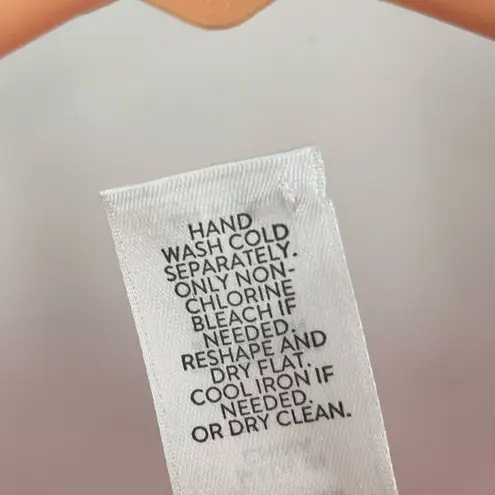 HAND
WASH COLD
SEPARATELY.
ONLY NON-
CHLORINE
BLEACH IF
NEEDED.
RESHAPE AND
DRY FLAT.
COOL IRON IF
NEEDED.
OR DRY CLEAN.